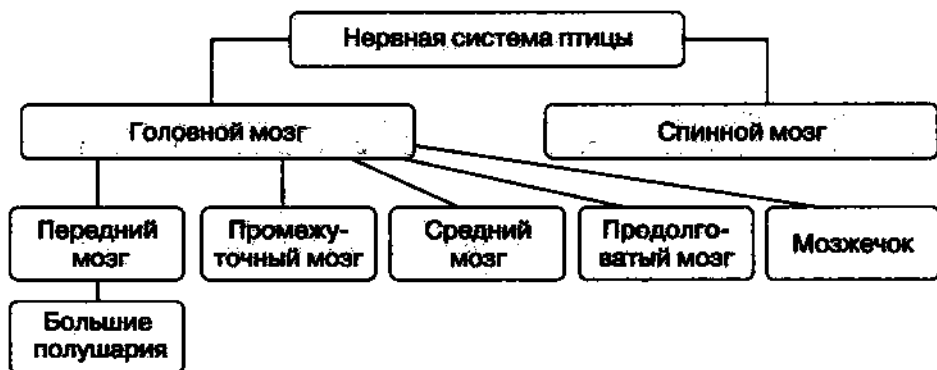 Нервная система птицы
Головной мозг
Спинной мозг
Передний
мозг
Промежу-
точный мозг
Средний
мозг
Продолго-
ватый мозг
Мозжечок
Большие
полушария